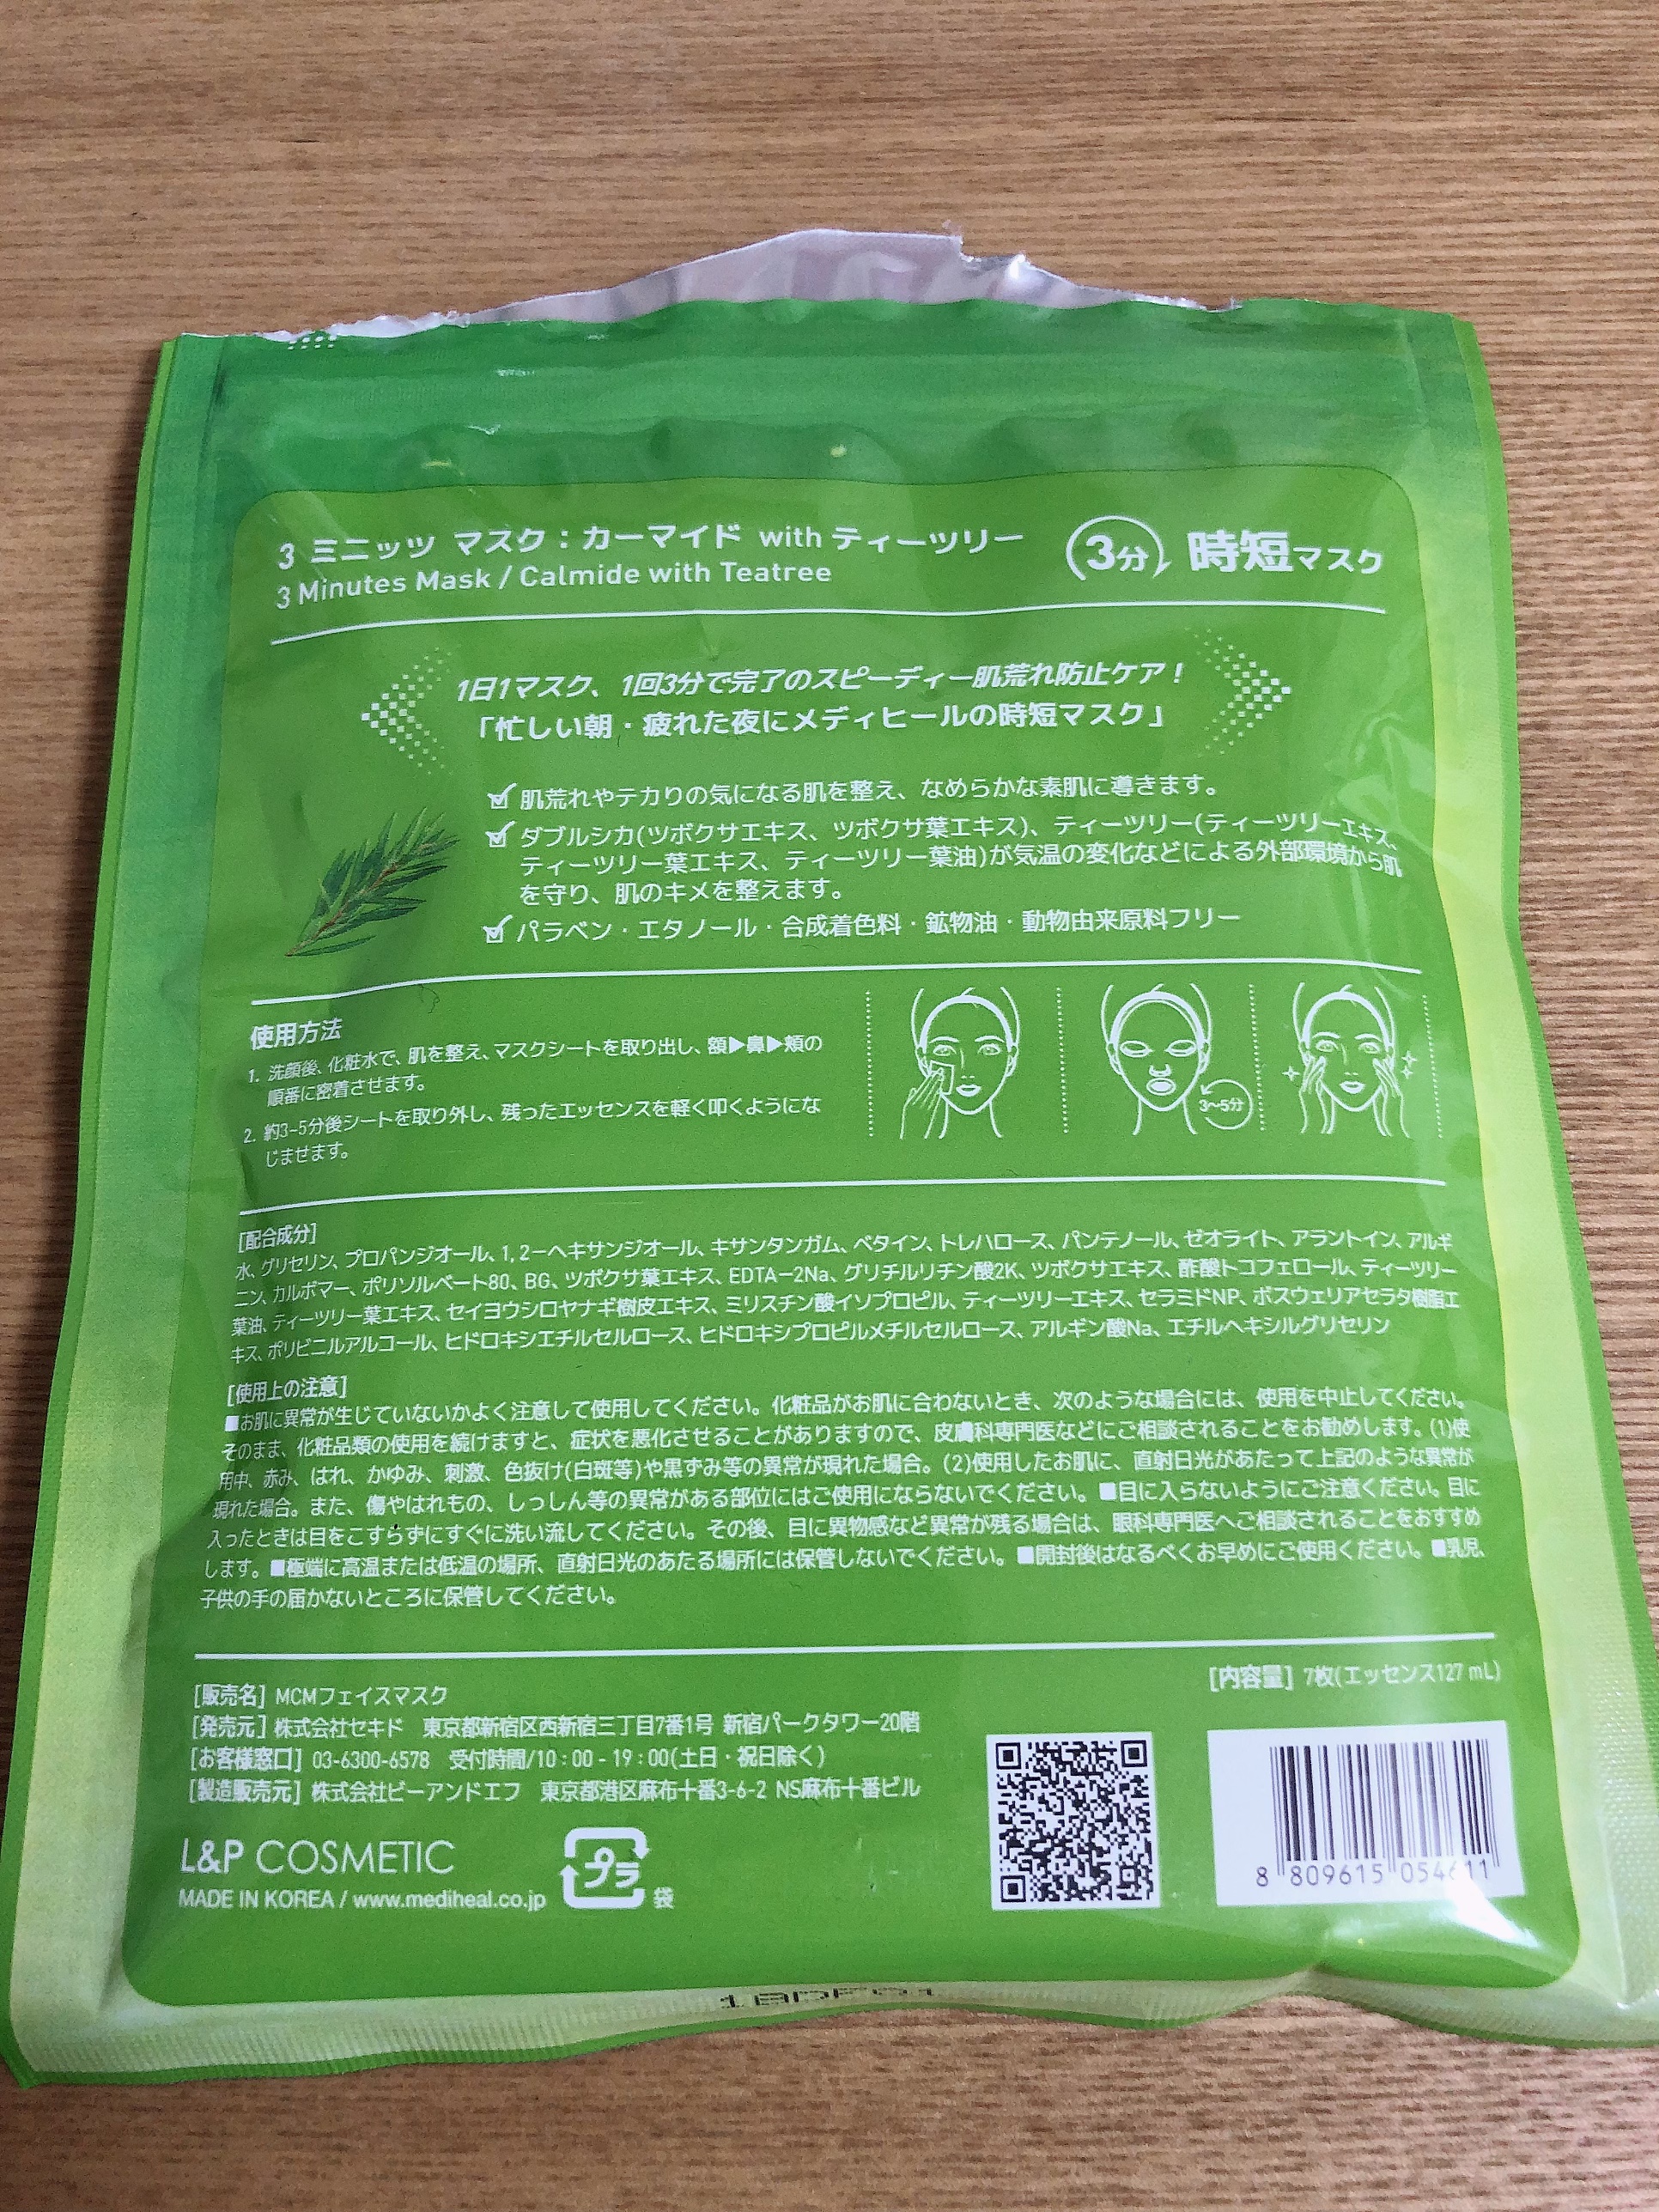 3 ミニッツ マスク：カーマイド with ティーツリー
3 Minutes Mask / Calmide with Teatree
3分 時短マスク
1日1マスク、1回3分で完了のスピーディー肌荒れ防止ケア！
「忙しい朝・疲れた夜にメディヒールの時短マスク」
肌荒れやテカりの気になる肌を整え、なめらかな素肌に導きます。
ダブルシカ(ツボクサエキス、ツボクサ葉エキス)、ティーツリー(ティーツリーエキス、
ティーツリー葉エキス、ティーツリー葉油)が気温の変化などによる外部環境から肌
を守り、肌のキメを整えます。
パラベン・エタノール・合成着色料・鉱物油・動物由来原料フリー
使用方法
1. 洗顔後、化粧水で、肌を整え、マスクシートを取り出し、額▶鼻▶頬の
順番に密着させます。
2. 約3-5分後シートを取り外し、残ったエッセンスを軽く叩くようにな
じませます。
3~5分
[配合成分]
水、グリセリン、プロパンジオール、1, 2－ヘキサンジオール、キサンタンガム、ベタイン、トレハロース、パンテノール、ゼオライト、アラントイン、アルギ
ニン、カルボマー、ポリソルベート80、BG、ツボクサ葉エキス、EDTA－2Na、グリチルリチン酸2K、ツボクサエキス、酢酸トコフェロール、ティーツリー
葉油、ティーツリー葉エキス、セイヨウシロヤナギ樹皮エキス、ミリスチン酸イソプロピル、ティーツリーエキス、セラミドNP、ボスウェリアセラタ樹脂エ
キス、ポリビニルアルコール、ヒドロキシエチルセルロース、ヒドロキシプロピルメチルセルロース、アルギン酸Na、エチルヘキシルグリセリン
[使用上の注意]
■お肌に異常が生じていないかよく注意して使用してください。化粧品がお肌に合わないとき、次のような場合には、使用を中止してください。
そのまま、化粧品類の使用を続けますと、症状を悪化させることがありますので、皮膚科専門医などにご相談されることをお勧めします。(1)使
用中、赤み、はれ、かゆみ、刺激、色抜け(白斑等)や黒ずみ等の異常が現れた場合。(2)使用したお肌に、直射日光があたって上記のような異常が
現れた場合。また、傷やはれもの、しっしん等の異常がある部位にはご使用にならないでください。■目に入らないようにご注意ください。目に
入ったときは目をこすらずにすぐに洗い流してください。その後、目に異物感など異常が残る場合は、眼科専門医へご相談されることをおすすめ
します。■極端に高温または低温の場所、直射日光のあたる場所には保管しないでください。■開封後はなるべくお早めにご使用ください。■乳児、
子供の手の届かないところに保管してください。
[内容量] 7枚(エッセンス127 mL)
[販売名] MCMフェイスマスク
[発売元] 株式会社セキド 東京都新宿区西新宿三丁目7番1号 新宿パークタワー20階
[お客様窓口] 03-6300-6578 受付時間/10：00 - 19：00(土日・祝日除く)
[製造販売元] 株式会社ビーアンドエフ 東京都港区麻布十番3-6-2 NS麻布十番ビル
L&P COSMETIC
MADE IN KOREA / www.mediheal.co.jp
プラ 袋
8 809615 054611